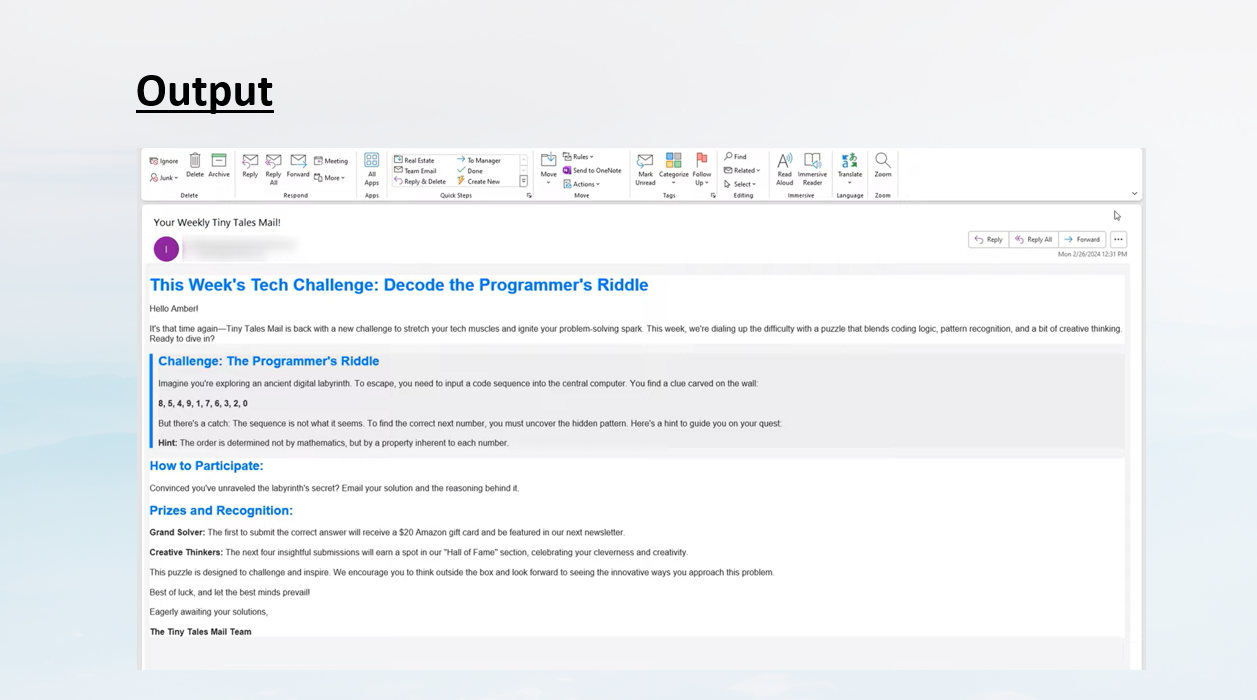 Output
Ignore
Junk
Delete
Archive
Delete
Reply
Reply All
Forward
Meeting
More
Respond
All Apps
Apps
Real Estate
Team Email
Reply & Delete
To Manager
Done
Create New
Quick Steps
Move
Rules
Send to OneNote
Actions
Move
Mark Unread
Categorize
Follow Up
Tags
Find
Related
Select
Editing
Read Aloud
Immersive Reader
Immersive
Translate
Language
Zoom
Zoom
Your Weekly Tiny Tales Mail!
I
Reply
Reply All
Forward
Mon 2/26/2024 12:31 PM
This Week's Tech Challenge: Decode the Programmer's Riddle
Hello Amber!
It's that time again—Tiny Tales Mail is back with a new challenge to stretch your tech muscles and ignite your problem-solving spark. This week, we're dialing up the difficulty with a puzzle that blends coding logic, pattern recognition, and a bit of creative thinking.
Ready to dive in?
Challenge: The Programmer's Riddle
Imagine you're exploring an ancient digital labyrinth. To escape, you need to input a code sequence into the central computer. You find a clue carved on the wall:
8, 5, 4, 9, 1, 7, 6, 3, 2, 0
But there's a catch: The sequence is not what it seems. To find the correct next number, you must uncover the hidden pattern. Here's a hint to guide you on your quest:
Hint: The order is determined not by mathematics, but by a property inherent to each number.
How to Participate:
Convinced you've unraveled the labyrinth's secret? Email your solution and the reasoning behind it.
Prizes and Recognition:
Grand Solver: The first to submit the correct answer will receive a $20 Amazon gift card and be featured in our next newsletter.
Creative Thinkers: The next four insightful submissions will earn a spot in our "Hall of Fame" section, celebrating your cleverness and creativity.
This puzzle is designed to challenge and inspire. We encourage you to think outside the box and look forward to seeing the innovative ways you approach this problem.
Best of luck, and let the best minds prevail!
Eagerly awaiting your solutions,
The Tiny Tales Mail Team